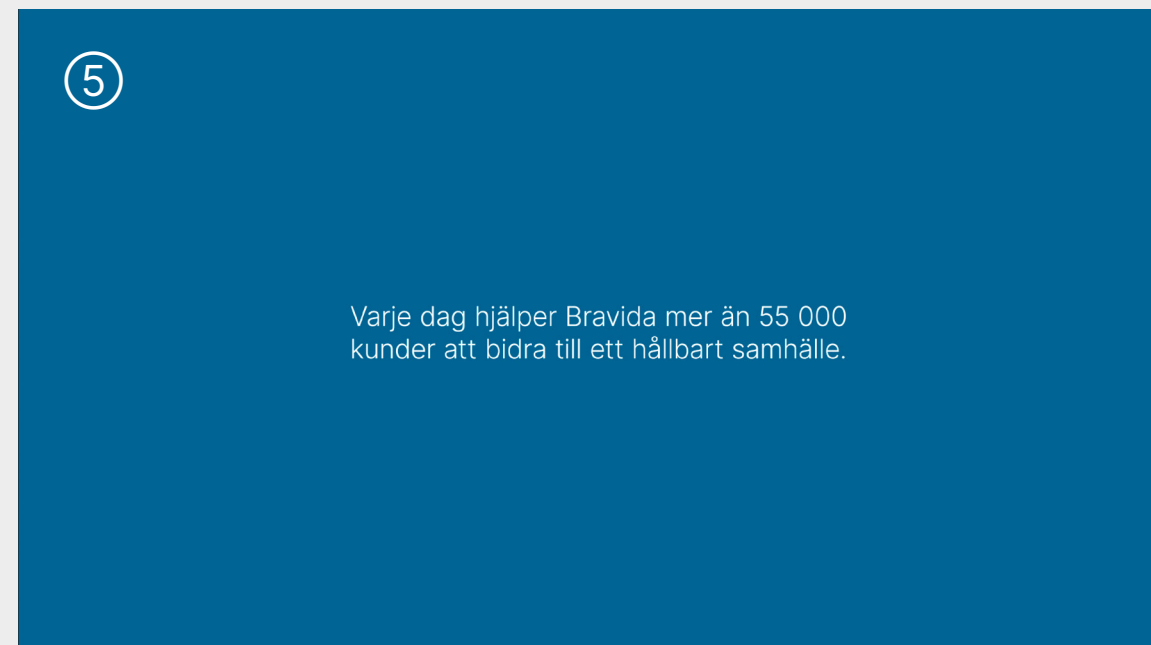 5
Varje dag hjälper Bravida mer än 55 000
kunder att bidra till ett hållbart samhälle.